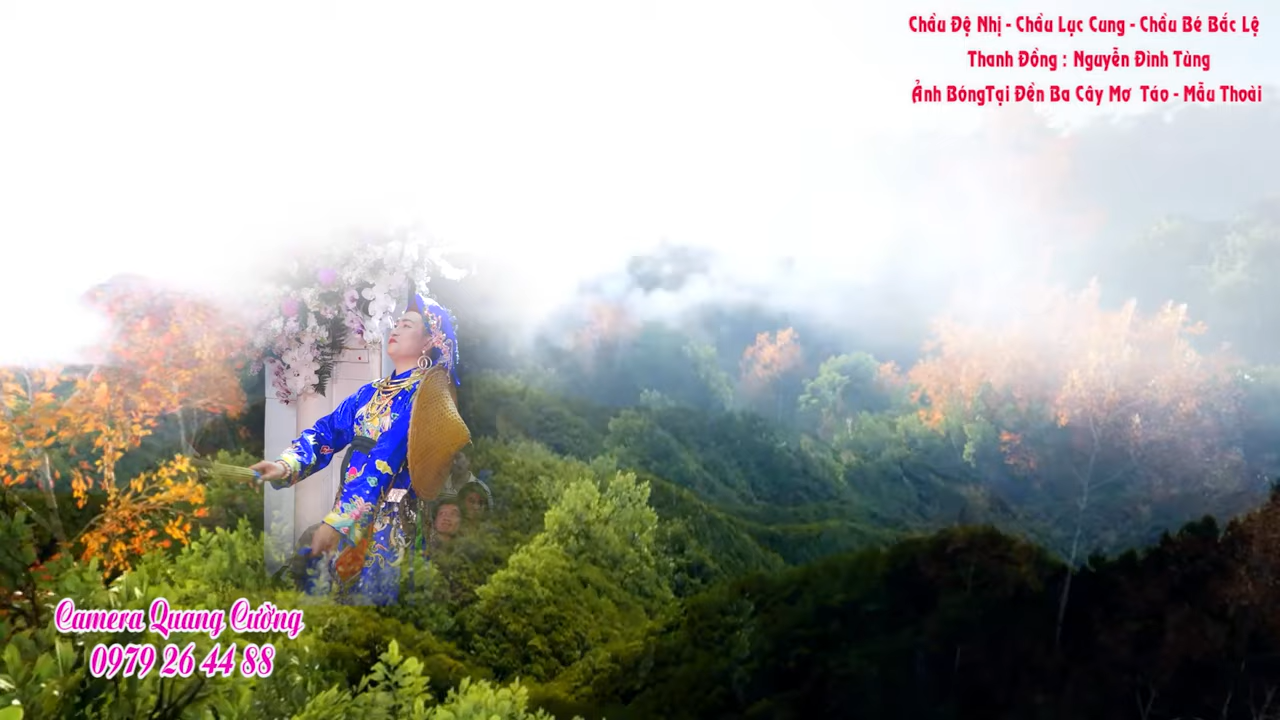 Chầu Đệ Nhị - Chầu Lục Cung - Chầu Bé Bắc Lệ
Thanh Đồng : Nguyễn Đình Tùng
Ảnh BóngTại Đền Ba Cây Mơ Táo - Mẫu Thoải
Camera Quang Cường
0979 26 44 88